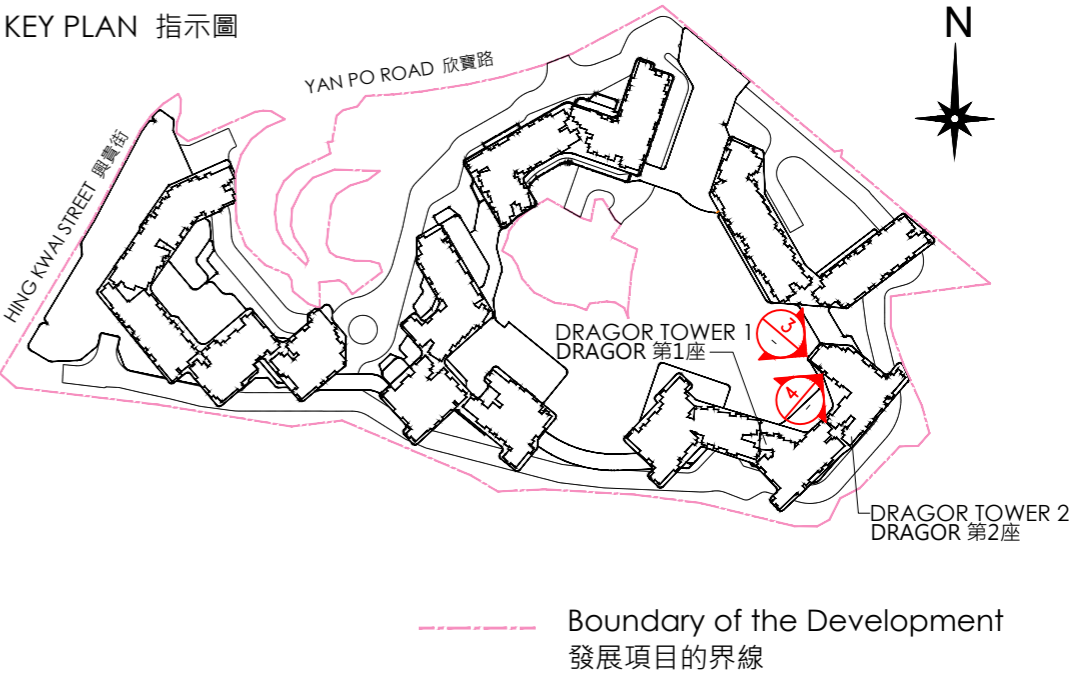 KEY PLAN 指示圖
N
YAN PO ROAD 欣寶路
HING KWAI STREET 興貴街
DRAGOR TOWER 1
DRAGOR 第1座
3
-
4
-
DRAGOR TOWER 2
DRAGOR 第2座
Boundary of the Development
發展項目的界線